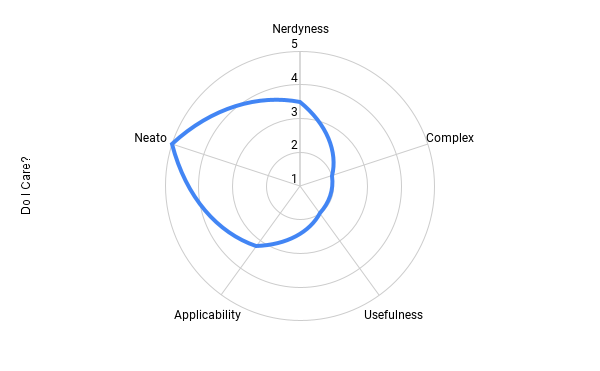 Nerdyness
5
4
3
2
1
Neato
Complex
Do I Care?
Applicability
Usefulness